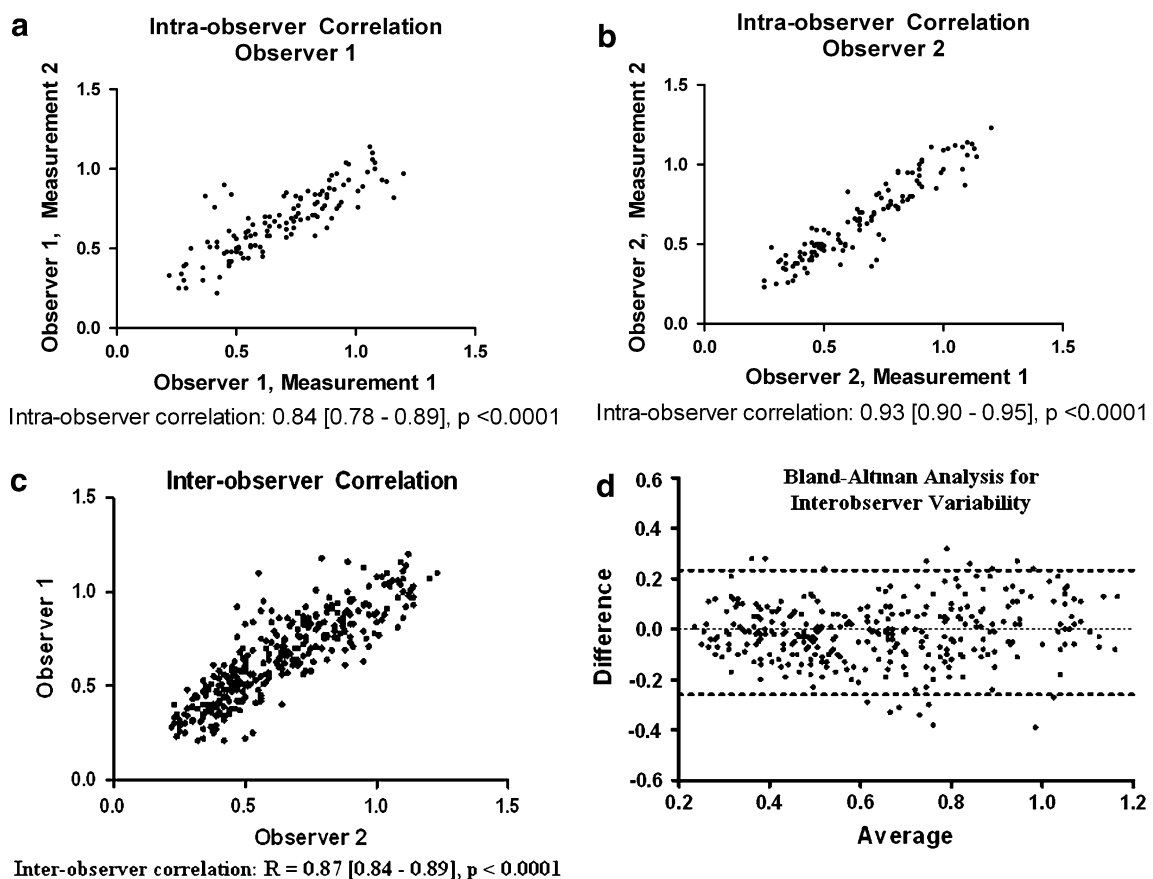 a
Intra-observer Correlation
Observer 1
Observer 1, Measurement 2
1.5
1.0
0.5
0.0
0.0 0.5 1.0 1.5
Observer 1, Measurement 1
Intra-observer correlation: 0.84 [0.78 - 0.89], p <0.0001
b
Intra-observer Correlation
Observer 2
Observer 2, Measurement 2
1.5
1.0
0.5
0.0
0.0 0.5 1.0 1.5
Observer 2, Measurement 1
Intra-observer correlation: 0.93 [0.90 - 0.95], p <0.0001
c
Inter-observer Correlation
Observer 1
1.5
1.0
0.5
0.0
0.0 0.5 1.0 1.5
Observer 2
Inter-observer correlation: R = 0.87 [0.84 - 0.89], p < 0.0001
d
Bland-Altman Analysis for
Interobserver Variability
Difference
0.6
0.4
0.2
0.0
-0.2
-0.4
-0.6
0.2 0.4 0.6 0.8 1.0 1.2
Average